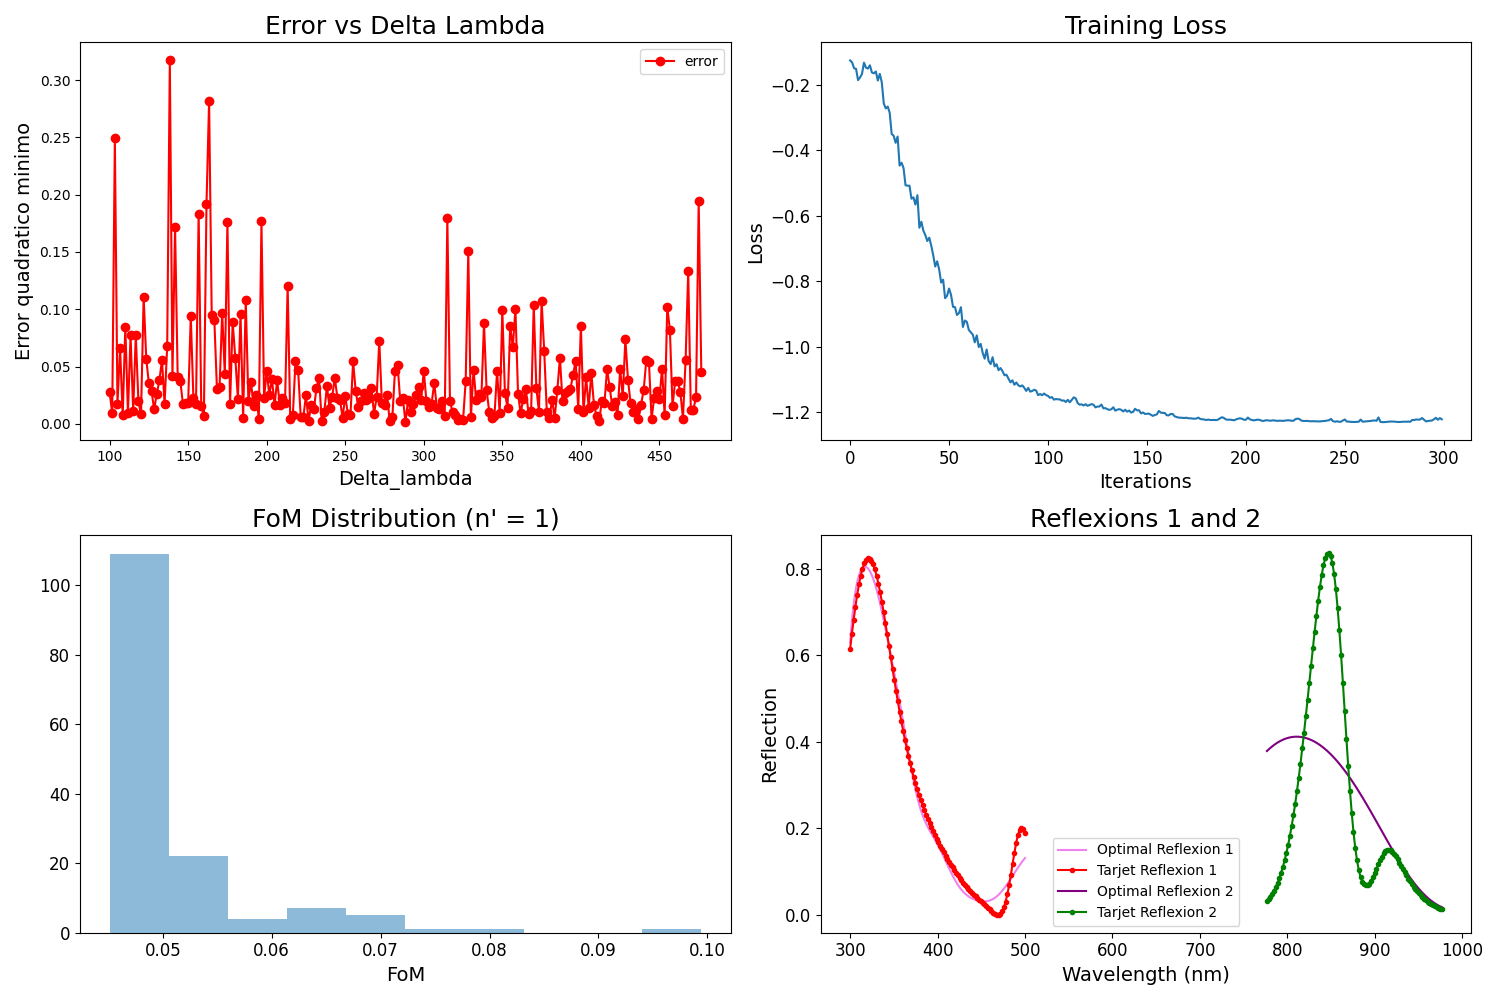 Error vs Delta Lambda
Error quadratico minimo
0.30
0.25
0.20
0.15
0.10
0.05
0.00
error
100 150 200 250 300 350 400 450
Delta_lambda
Training Loss
Loss
−0.2
−0.4
−0.6
−0.8
−1.0
−1.2
0 50 100 150 200 250 300
Iterations
FoM Distribution (n' = 1)
100
80
60
40
20
0
0.05 0.06 0.07 0.08 0.09 0.10
FoM
Reflexions 1 and 2
Reflection
0.8
0.6
0.4
0.2
0.0
Optimal Reflexion 1
Tarjet Reflexion 1
Optimal Reflexion 2
Tarjet Reflexion 2
300 400 500 600 700 800 900 1000
Wavelength (nm)